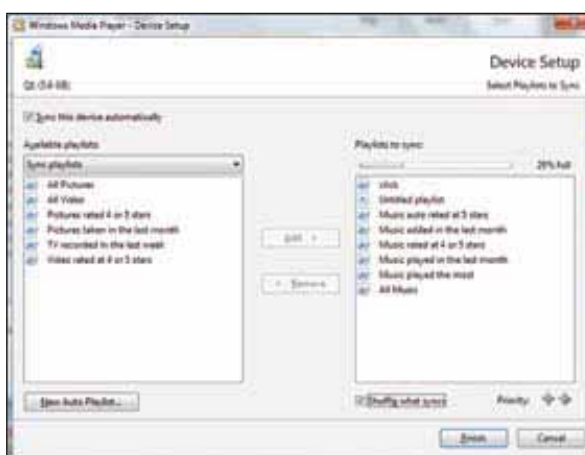 Windows Media Player - Device Setup
Device Setup
Select Playlists to Sync
Sync this device automatically
Available playlists:
Sync playlists
All Pictures
All Video
Pictures rated 4 or 5 stars
Pictures taken in the last month
TV recorded in the last week
Video rated at 4 or 5 stars
New Auto Playlist...
Add >
< Remove
Playlists to sync:
click
Untitled playlist
Music auto rated at 5 stars
Music added in the last month
Music rated at 4 or 5 stars
Music played in the last month
Music played the most
All Music
Shuffle what syncs
Priority:
Finish
Cancel